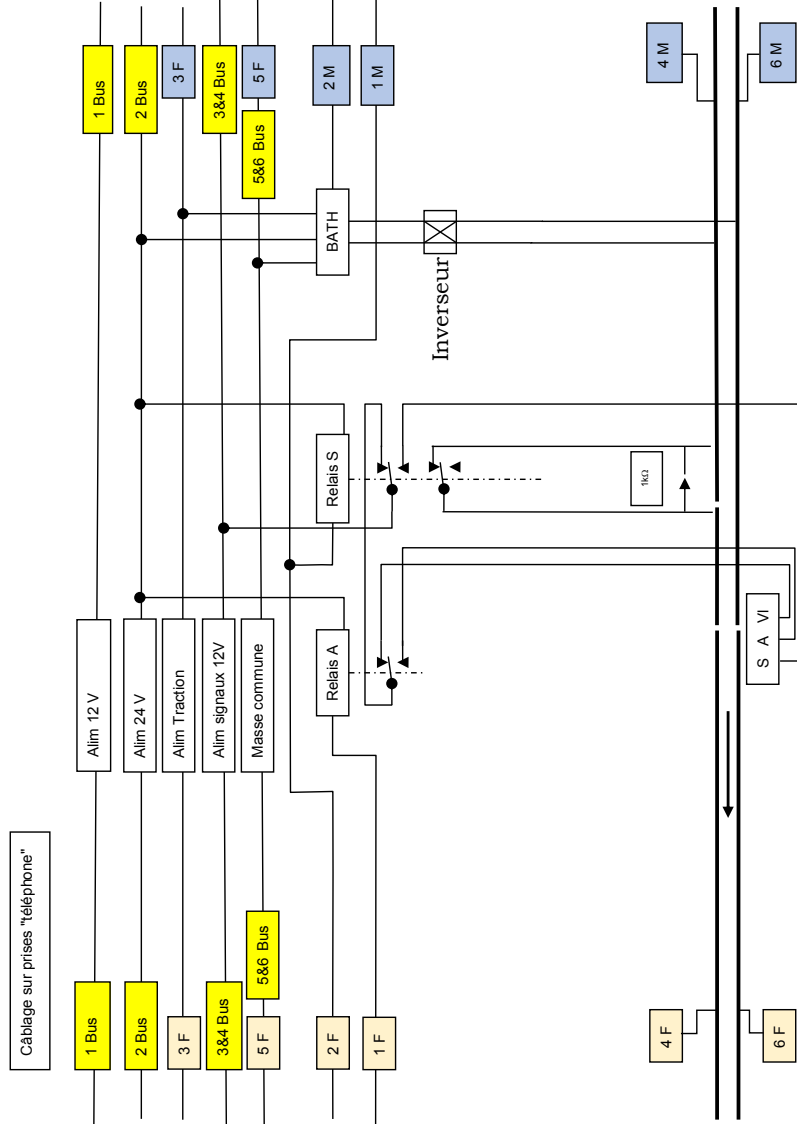 Câblage sur prises "téléphone"
1 Bus
Alim 12 V
1 Bus
2 Bus
Alim 24 V
2 Bus
3 F
Alim Traction
3 F
3&4 Bus
Alim signaux 12V
3&4 Bus
5 F
5&6 Bus
Masse commune
5&6 Bus
5 F
2 F
Relais A
Relais S
BATH
2 M
1 F
1 M
Inverseur
1kΩ
4 F
4 M
S A VI
6 F
6 M